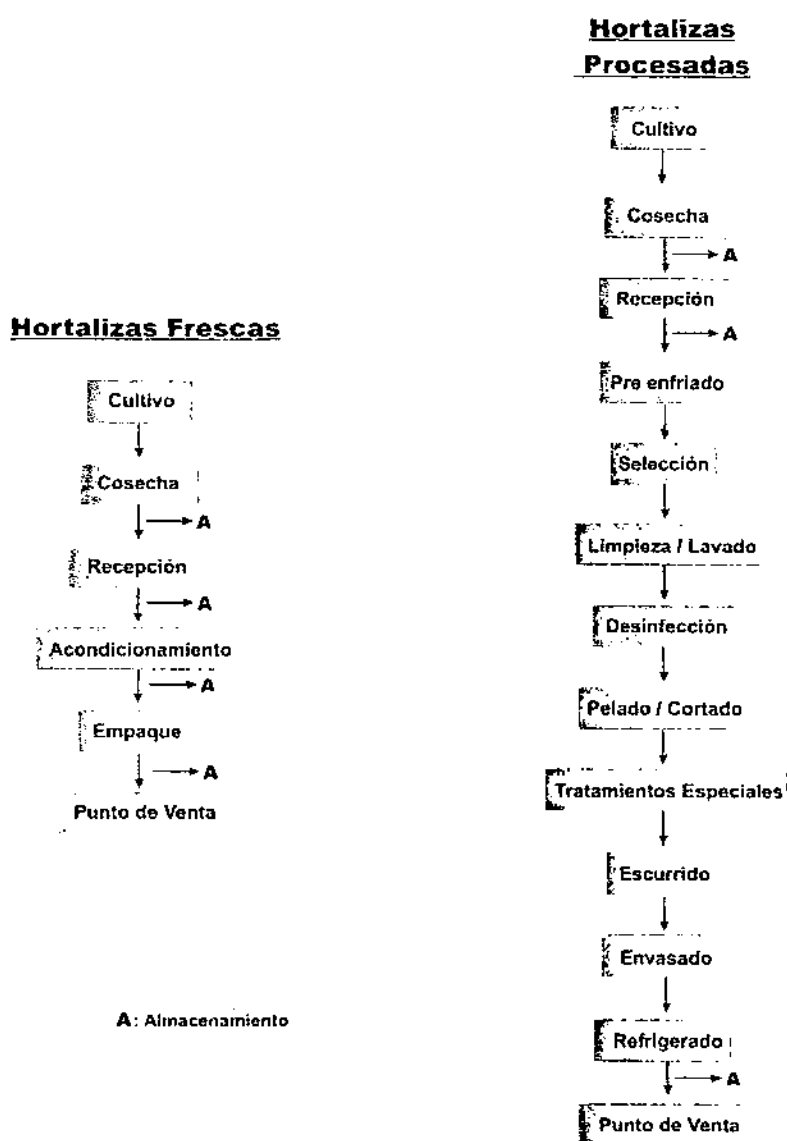 Hortalizas Frescas
Cultivo
Cosecha
A
Recepción
A
Acondicionamiento
A
Empaque
A
Punto de Venta
A: Almacenamiento
Hortalizas
Procesadas
Cultivo
Cosecha
A
Recepción
A
Pre enfriado
Selección
Limpieza / Lavado
Desinfección
Pelado / Cortado
Tratamientos Especiales
Escurrido
Envasado
Refrigerado
A
Punto de Venta